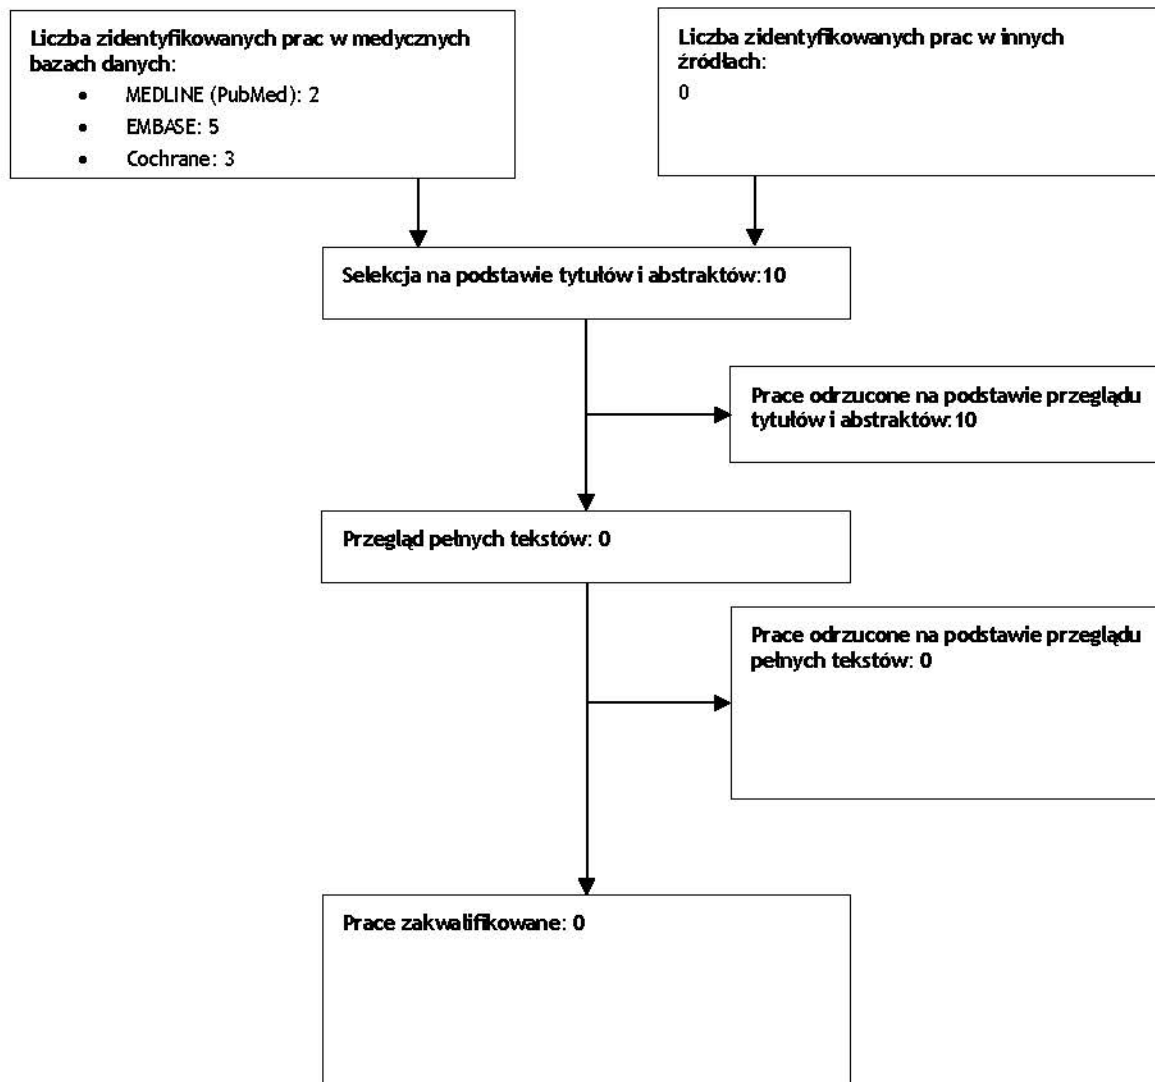 Liczba zidentyfikowanych prac w medycznych
bazach danych:
• MEDLINE (PubMed): 2
• EMBASE: 5
• Cochrane: 3
Liczba zidentyfikowanych prac w innych
źródłach:
0
Selekcja na podstawie tytułów i abstraktów:10
Prace odrzucone na podstawie przeglądu
tytułów i abstraktów:10
Przegląd pełnych tekstów: 0
Prace odrzucone na podstawie przeglądu
pełnych tekstów: 0
Prace zakwalifikowane: 0